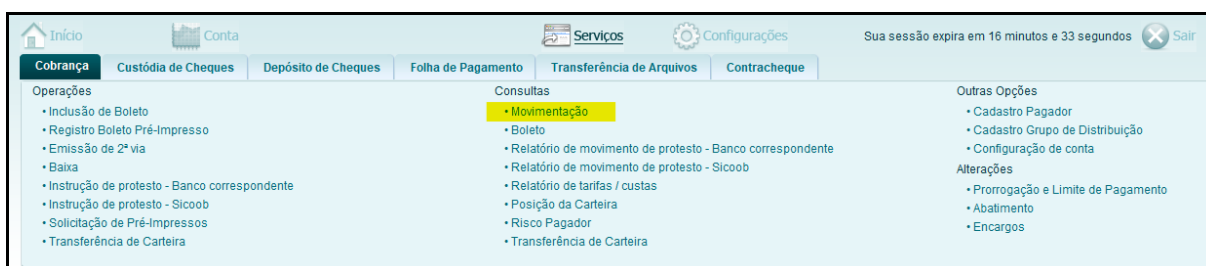 Início Conta Serviços Configurações Sua sessão expira em 16 minutos e 33 segundos Sair
Cobrança Custódia de Cheques Depósito de Cheques Folha de Pagamento Transferência de Arquivos Contracheque
Operações
• Inclusão de Boleto
• Registro Boleto Pré-Impresso
• Emissão de 2ª via
• Baixa
• Instrução de protesto - Banco correspondente
• Instrução de protesto - Sicoob
• Solicitação de Pré-Impressos
• Transferência de Carteira
Consultas
• Movimentação
• Boleto
• Relatório de movimento de protesto - Banco correspondente
• Relatório de movimento de protesto - Sicoob
• Relatório de tarifas / custas
• Posição da Carteira
• Risco Pagador
• Transferência de Carteira
Outras Opções
• Cadastro Pagador
• Cadastro Grupo de Distribuição
• Configuração de conta
Alterações
• Prorrogação e Limite de Pagamento
• Abatimento
• Encargos